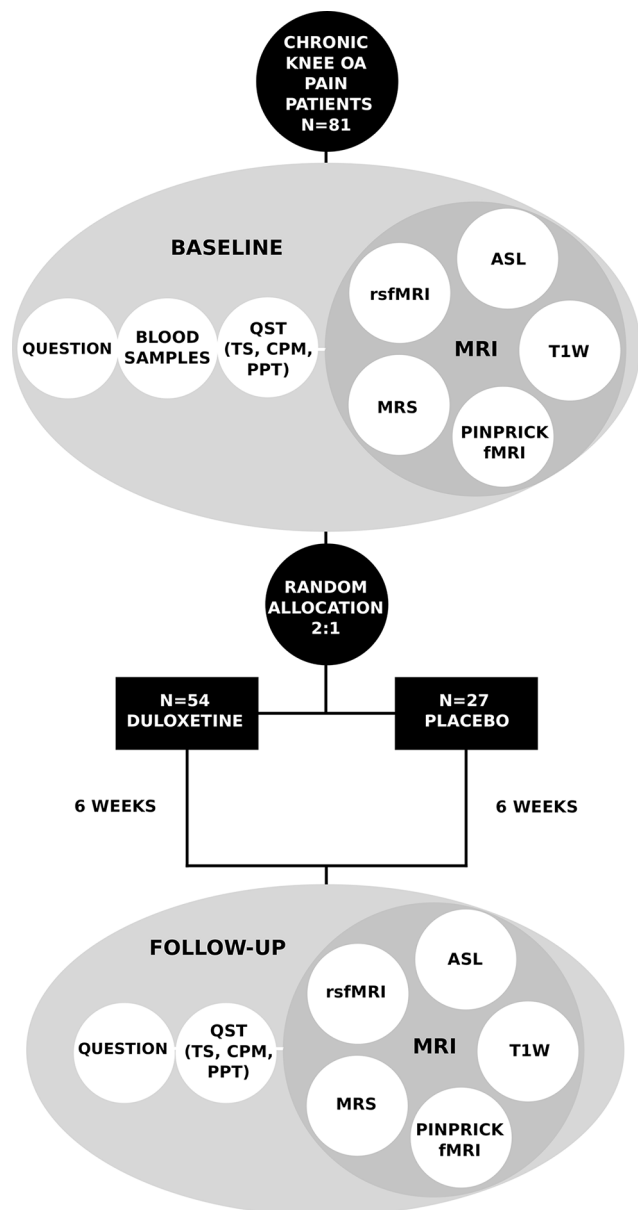 CHRONIC
KNEE OA
PAIN
PATIENTS
N=81
BASELINE
QUESTION
BLOOD
SAMPLES
QST
(TS, CPM,
PPT)
rsfMRI
ASL
MRI
T1W
MRS
PINPRICK
fMRI
RANDOM
ALLOCATION
2:1
N=54
DULOXETINE
N=27
PLACEBO
6 WEEKS
6 WEEKS
FOLLOW-UP
QUESTION
QST
(TS, CPM,
PPT)
rsfMRI
ASL
MRI
T1W
MRS
PINPRICK
fMRI